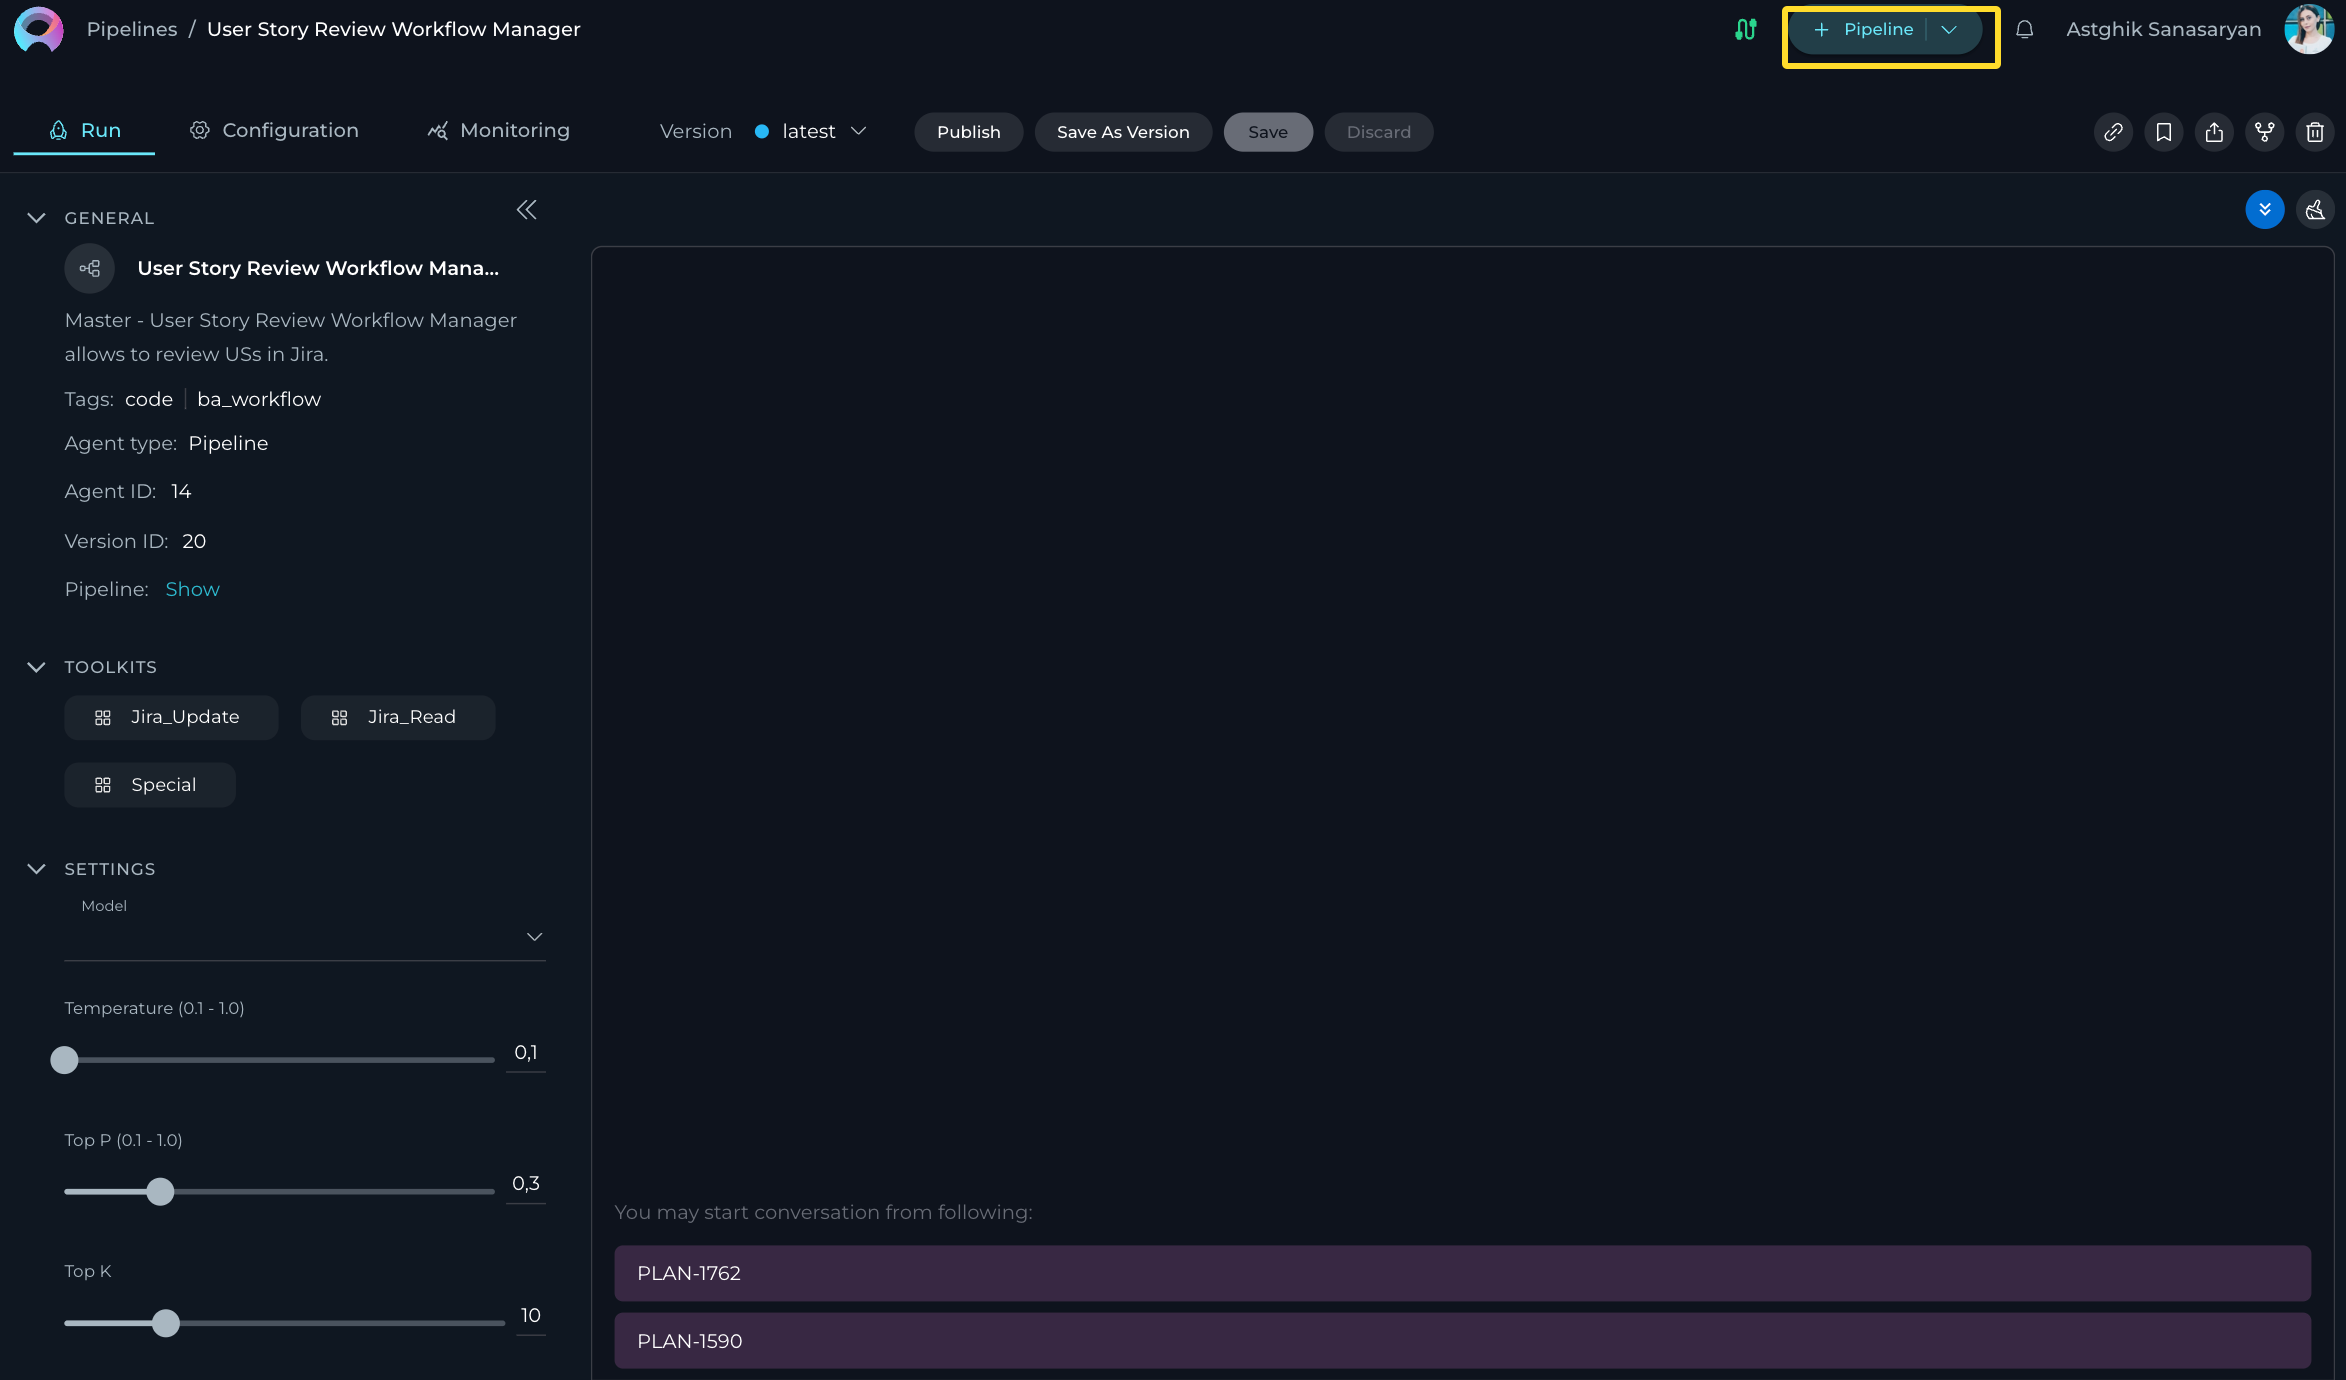 Pipelines / User Story Review Workflow Manager
+ Pipeline
Astghik Sanasaryan
Run
Configuration
Monitoring
Version
latest
Publish
Save As Version
Save
Discard
GENERAL
User Story Review Workflow Mana...
Master - User Story Review Workflow Manager
allows to review USs in Jira.
Tags: code | ba_workflow
Agent type: Pipeline
Agent ID: 14
Version ID: 20
Pipeline: Show
TOOLKITS
Jira_Update
Jira_Read
Special
SETTINGS
Model
Temperature (0.1 - 1.0)
0,1
Top P (0.1 - 1.0)
0,3
Top K
10
You may start conversation from following:
PLAN-1762
PLAN-1590